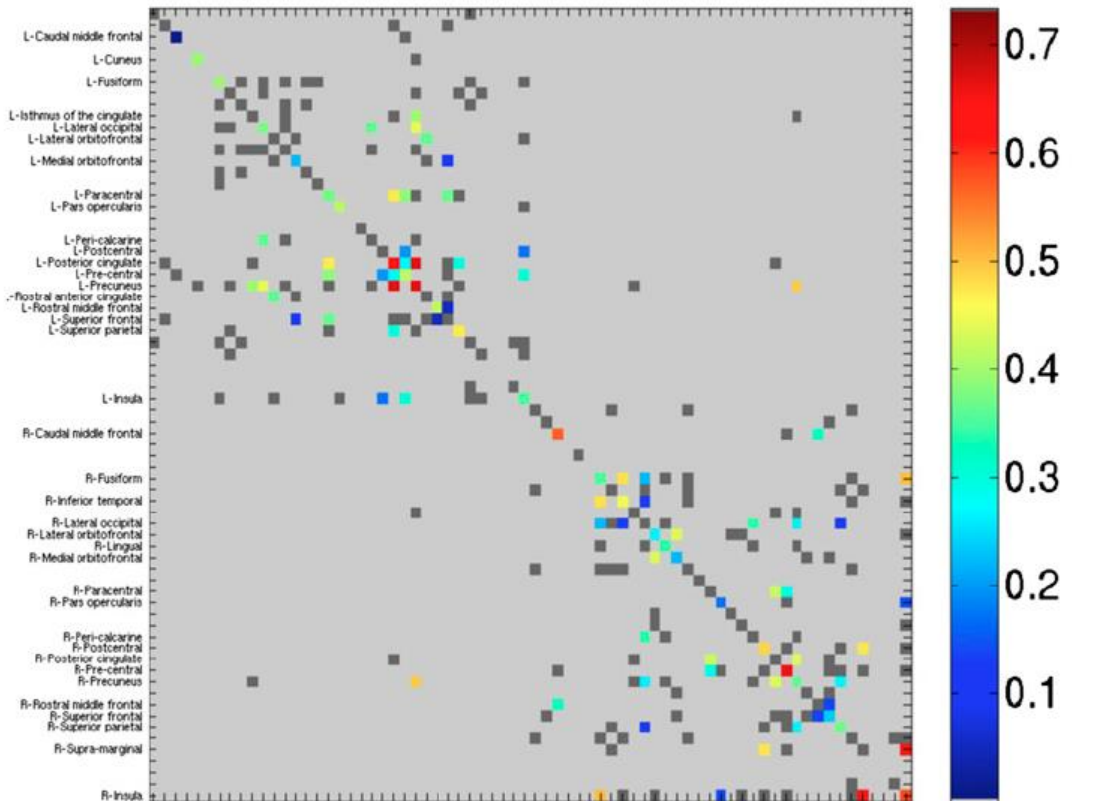 L-Caudal middle frontal
L-Cuneus
L-Fusiform
L-Isthmus of the cingulate
L-Lateral occipital
L-Lateral orbitofrontal
L-Medial orbitofrontal
L-Paracentral
L-Pars opercularis
L-Peri-calcarine
L-Postcentral
L-Posterior cingulate
L-Pre-central
L-Precuneus
L-Rostral anterior cingulate
L-Rostral middle frontal
L-Superior frontal
L-Superior parietal
L-Insula
R-Caudal middle frontal
R-Fusiform
R-Inferior temporal
R-Lateral occipital
R-Lateral orbitofrontal
R-Lingual
R-Medial orbitofrontal
R-Paracentral
R-Pars opercularis
R-Peri-calcarine
R-Postcentral
R-Posterior cingulate
R-Pre-central
R-Precuneus
R-Rostral middle frontal
R-Superior frontal
R-Superior parietal
R-Supra-marginal
R-Insula
0.7
0.6
0.5
0.4
0.3
0.2
0.1